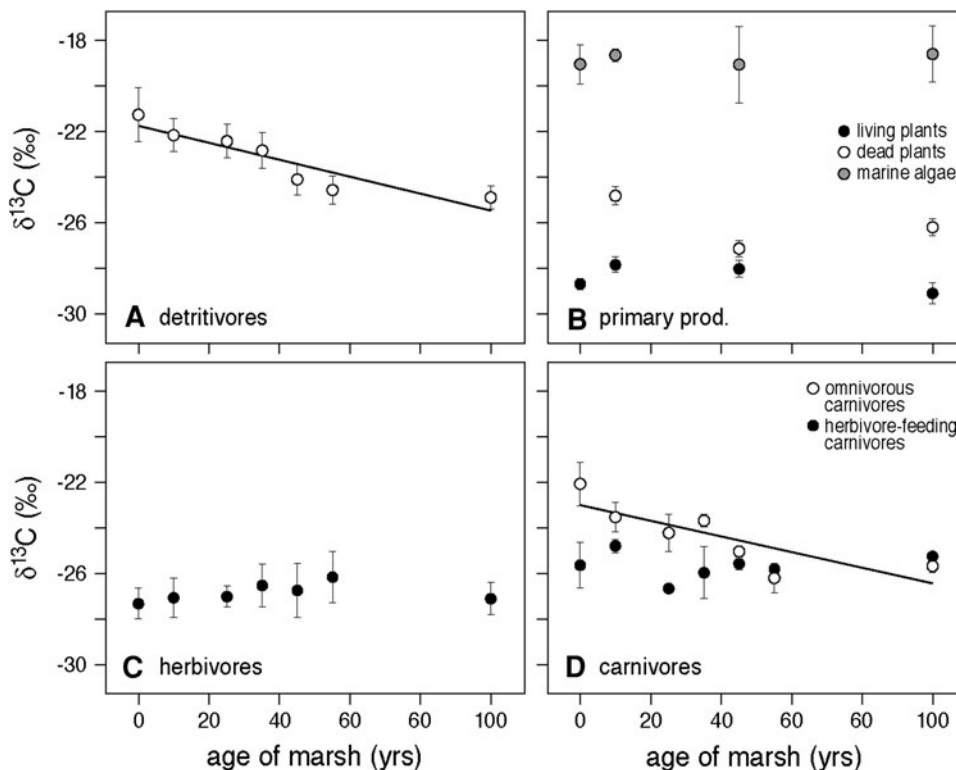 -18
-22
-26
-30
δ¹³C (‰)
A detritivores
living plants
dead plants
marine algae
B primary prod.
-18
-22
-26
-30
δ¹³C (‰)
C herbivores
0 20 40 60 60 100
age of marsh (yrs)
omnivorous
carnivores
herbivore-feeding
carnivores
D carnivores
0 20 40 60 60 100
age of marsh (yrs)